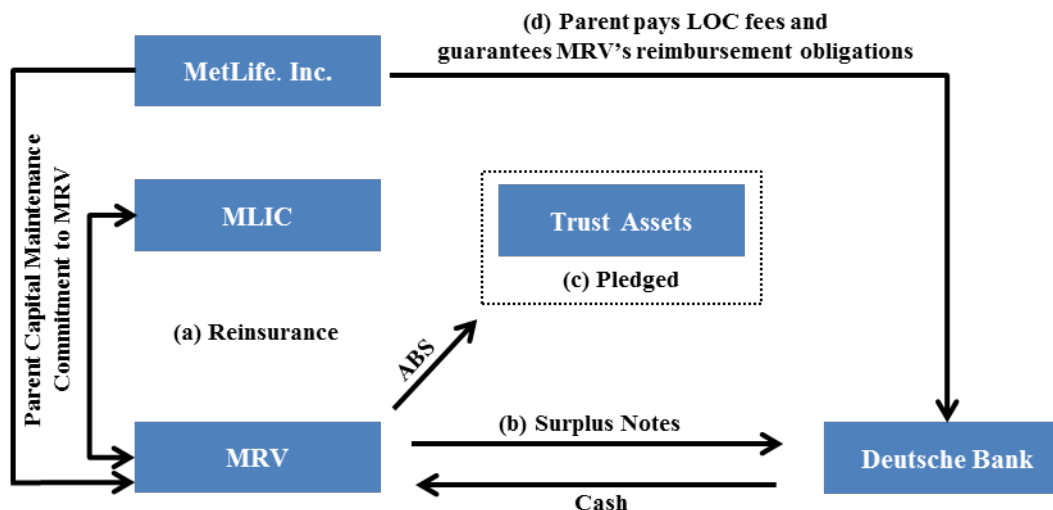 (d) Parent pays LOC fees and
guarantees MRV's reimbursement obligations
MetLife. Inc.
Parent Capital Maintenance
Commitment to MRV
MLIC
Trust Assets
(c) Pledged
(a) Reinsurance
ABS
(b) Surplus Notes
MRV
Deutsche Bank
Cash